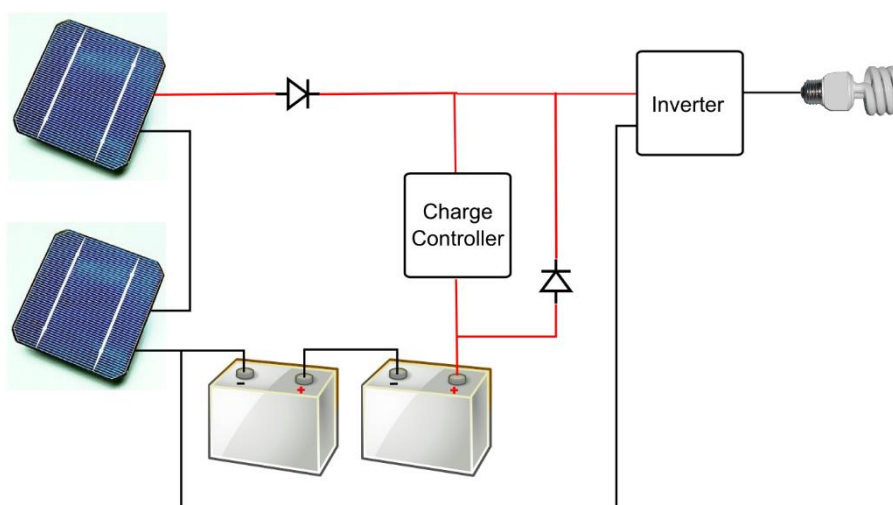 Inverter
Charge
Controller
- +
- +